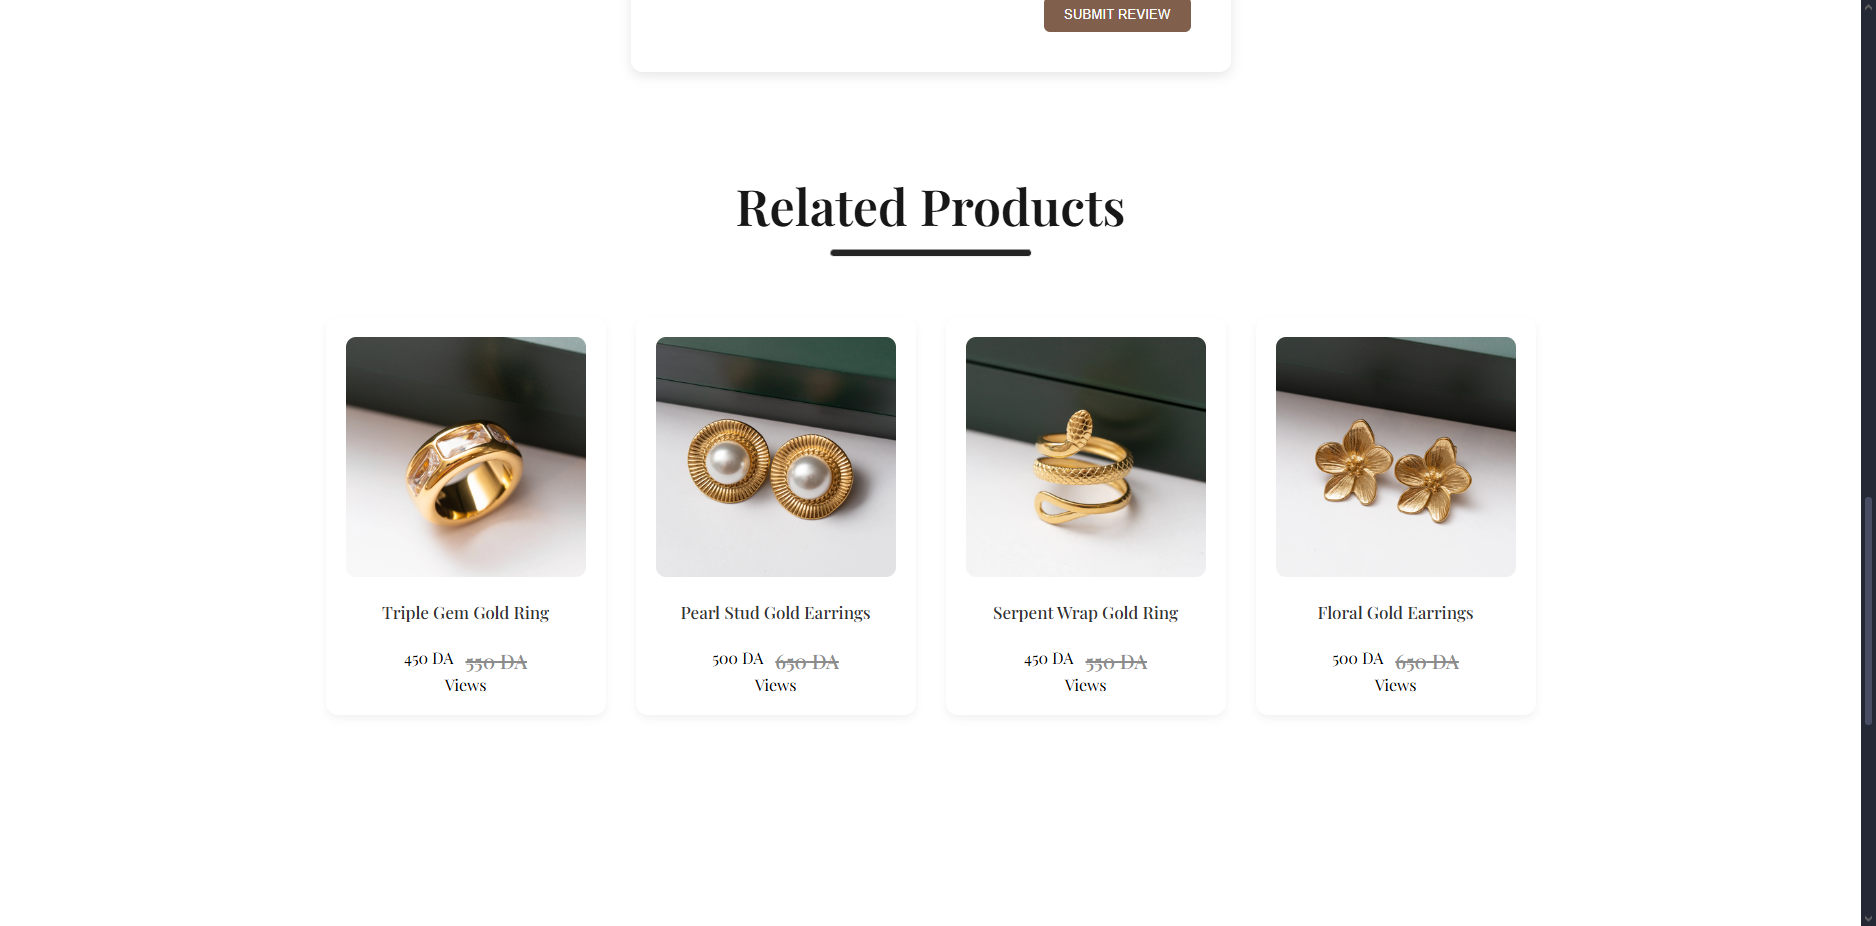 SUBMIT REVIEW
Related Products
Triple Gem Gold Ring
450 DA 550 DA
Views
Pearl Stud Gold Earrings
500 DA 650 DA
Views
Serpent Wrap Gold Ring
450 DA 550 DA
Views
Floral Gold Earrings
500 DA 650 DA
Views